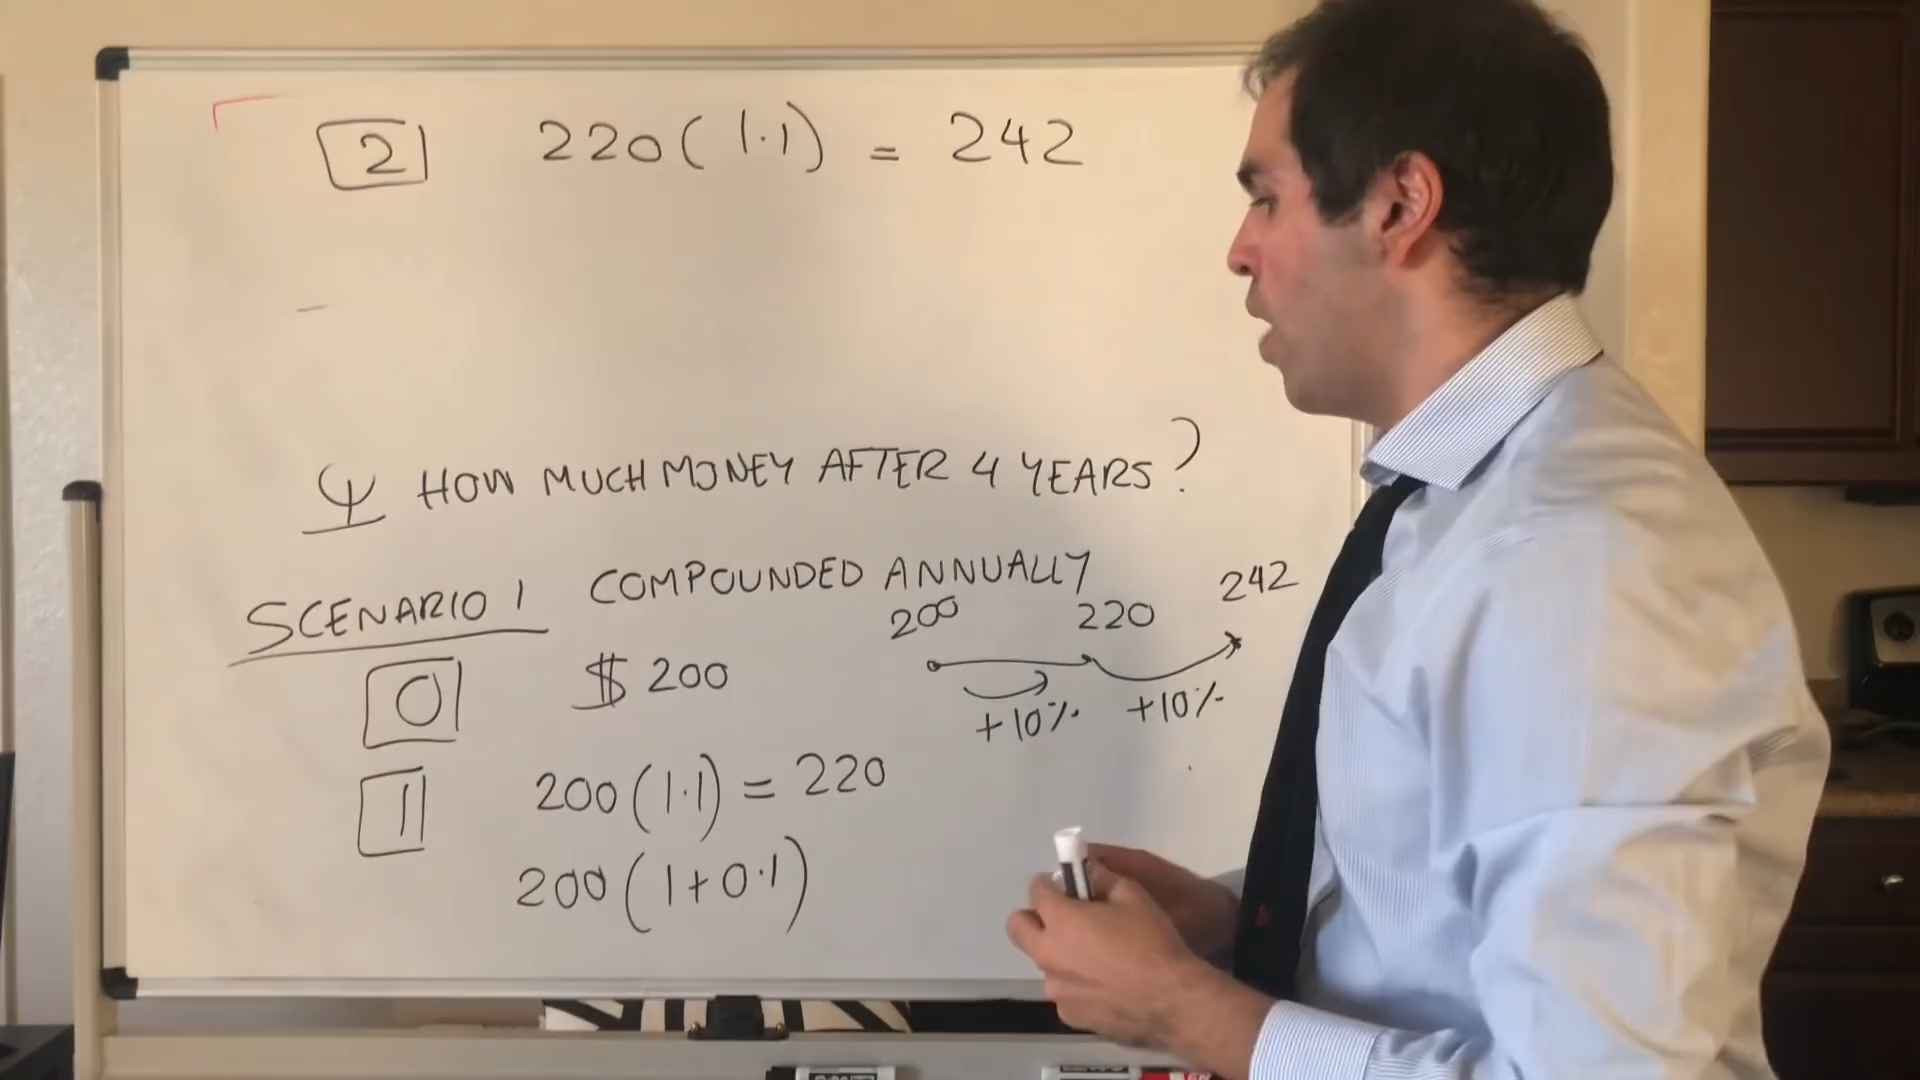 2 220(1.1) = 242
Q HOW MUCH MONEY AFTER 4 YEARS?
SCENARIO 1 COMPOUNDED ANNUALLY
200 220 242
0 $ 200
+10% +10%
1 200(1.1) = 220
200(1+0.1)